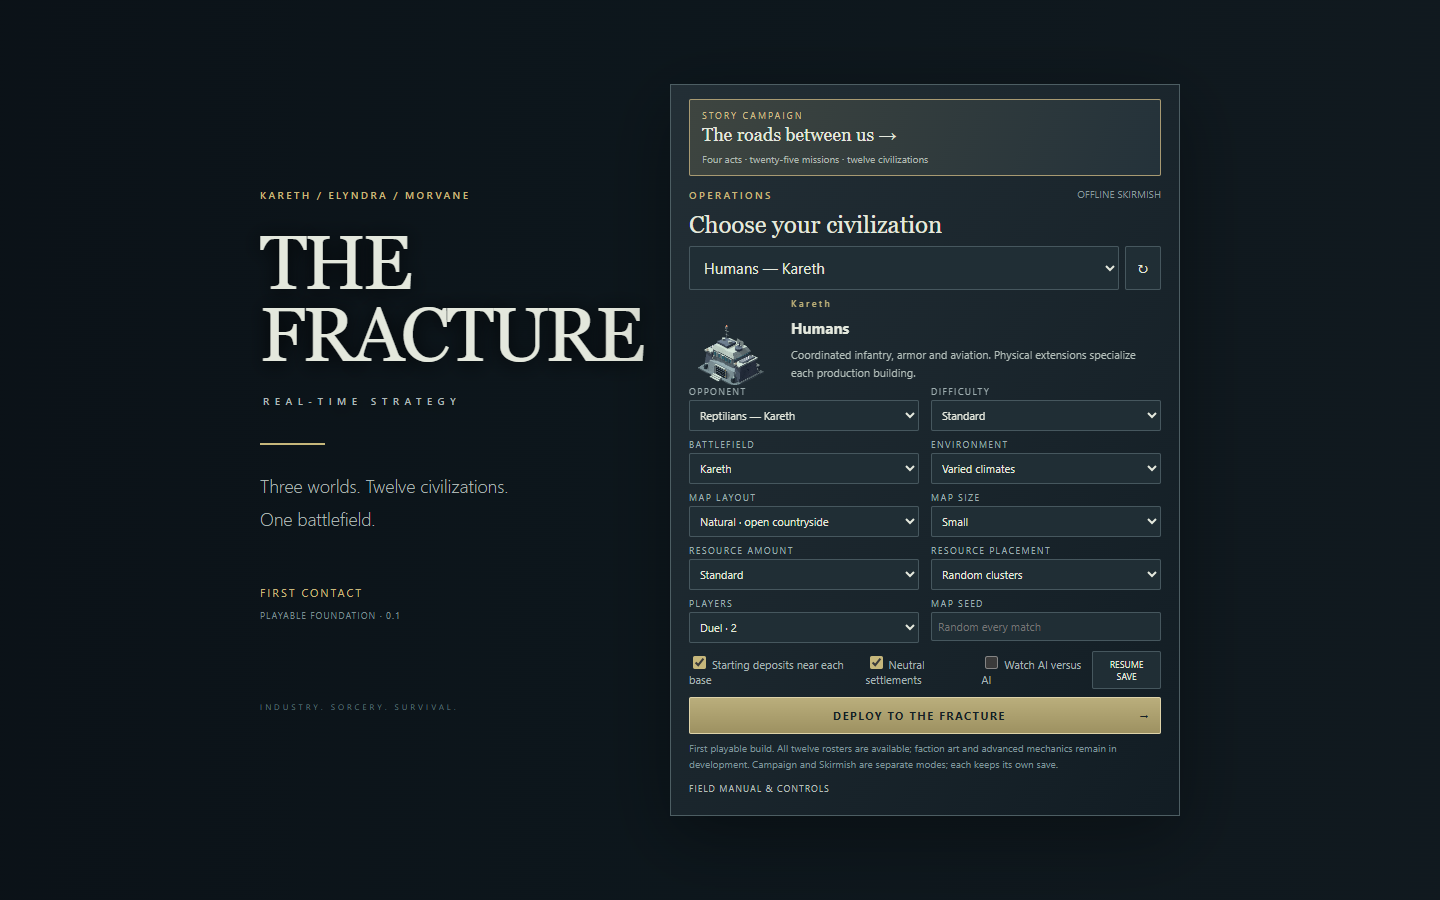 KARETH / ELYNDRA / MORVANE
THE
FRACTURE
REAL-TIME STRATEGY
Three worlds. Twelve civilizations.
One battlefield.
FIRST CONTACT
PLAYABLE FOUNDATION · 0.1
INDUSTRY. SORCERY. SURVIVAL.
STORY CAMPAIGN
The roads between us →
Four acts · twenty-five missions · twelve civilizations
OPERATIONS
OFFLINE SKIRMISH
Choose your civilization
Humans — Kareth
↻
Kareth
Humans
Coordinated infantry, armor and aviation. Physical extensions specialize
each production building.
OPPONENT
DIFFICULTY
Reptilians — Kareth
Standard
BATTLEFIELD
ENVIRONMENT
Kareth
Varied climates
MAP LAYOUT
MAP SIZE
Natural · open countryside
Small
RESOURCE AMOUNT
RESOURCE PLACEMENT
Standard
Random clusters
PLAYERS
MAP SEED
Duel · 2
Random every match
Starting deposits near each
base
Neutral
settlements
Watch AI versus
AI
RESUME
SAVE
DEPLOY TO THE FRACTURE →
First playable build. All twelve rosters are available; faction art and advanced mechanics remain in
development. Campaign and Skirmish are separate modes; each keeps its own save.
FIELD MANUAL & CONTROLS